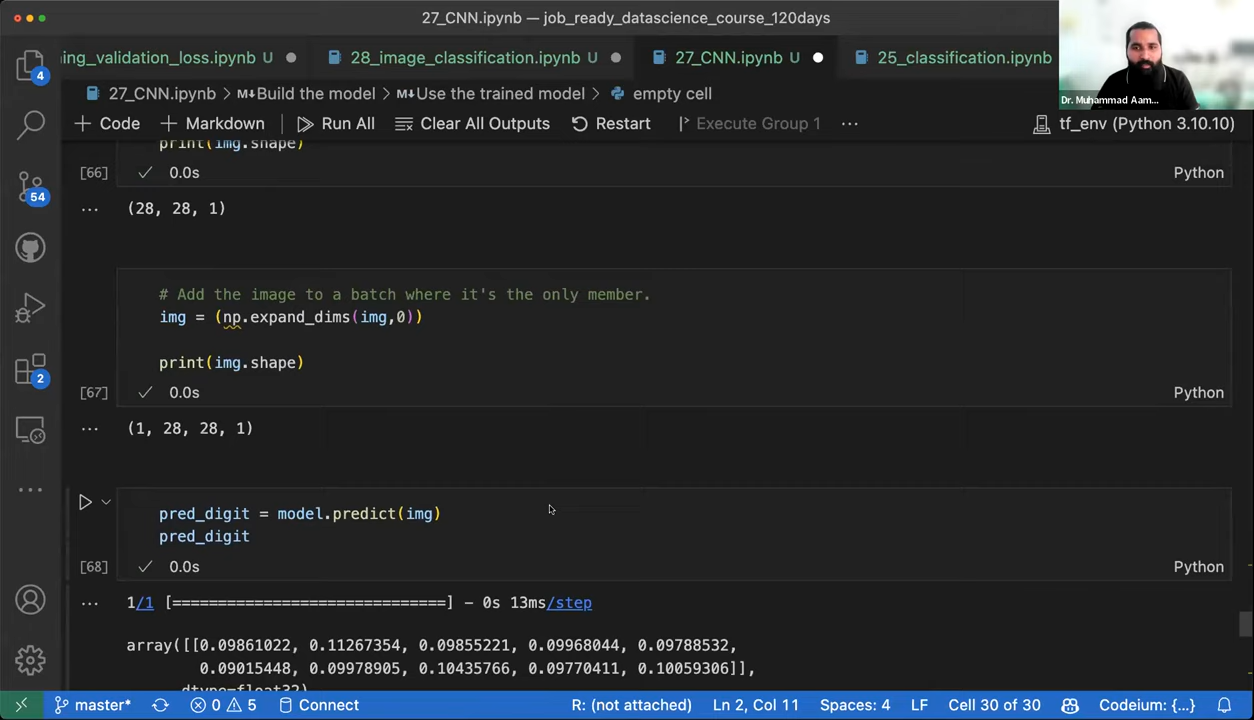 27_CNN.ipynb — job_ready_datascience_course_120days
ning_validation_loss.ipynb U
28_image_classification.ipynb U
27_CNN.ipynb U
25_classification.ipynb
Dr. Muhammad Aam...
27_CNN.ipynb > M↓Build the model > M↓Use the trained model > empty cell
+ Code + Markdown | Run All Clear All Outputs Restart Execute Group 1 ...
tf_env (Python 3.10.10)
print(img.shape)
[66] ✓ 0.0s Python
... (28, 28, 1)
# Add the image to a batch where it's the only member.
img = (np.expand_dims(img,0))
print(img.shape)
[67] ✓ 0.0s Python
... (1, 28, 28, 1)
pred_digit = model.predict(img)
pred_digit
[68] ✓ 0.0s Python
... 1/1 [==============================] – 0s 13ms/step
array([[0.09861022, 0.11267354, 0.09855221, 0.09968044, 0.09788532,
0.09015448, 0.09978905, 0.10435766, 0.09770411, 0.10059306]],
dtype=float32)
4
54
2
master* 0 5 Connect R: (not attached) Ln 2, Col 11 Spaces: 4 LF Cell 30 of 30 Codeium: {...}